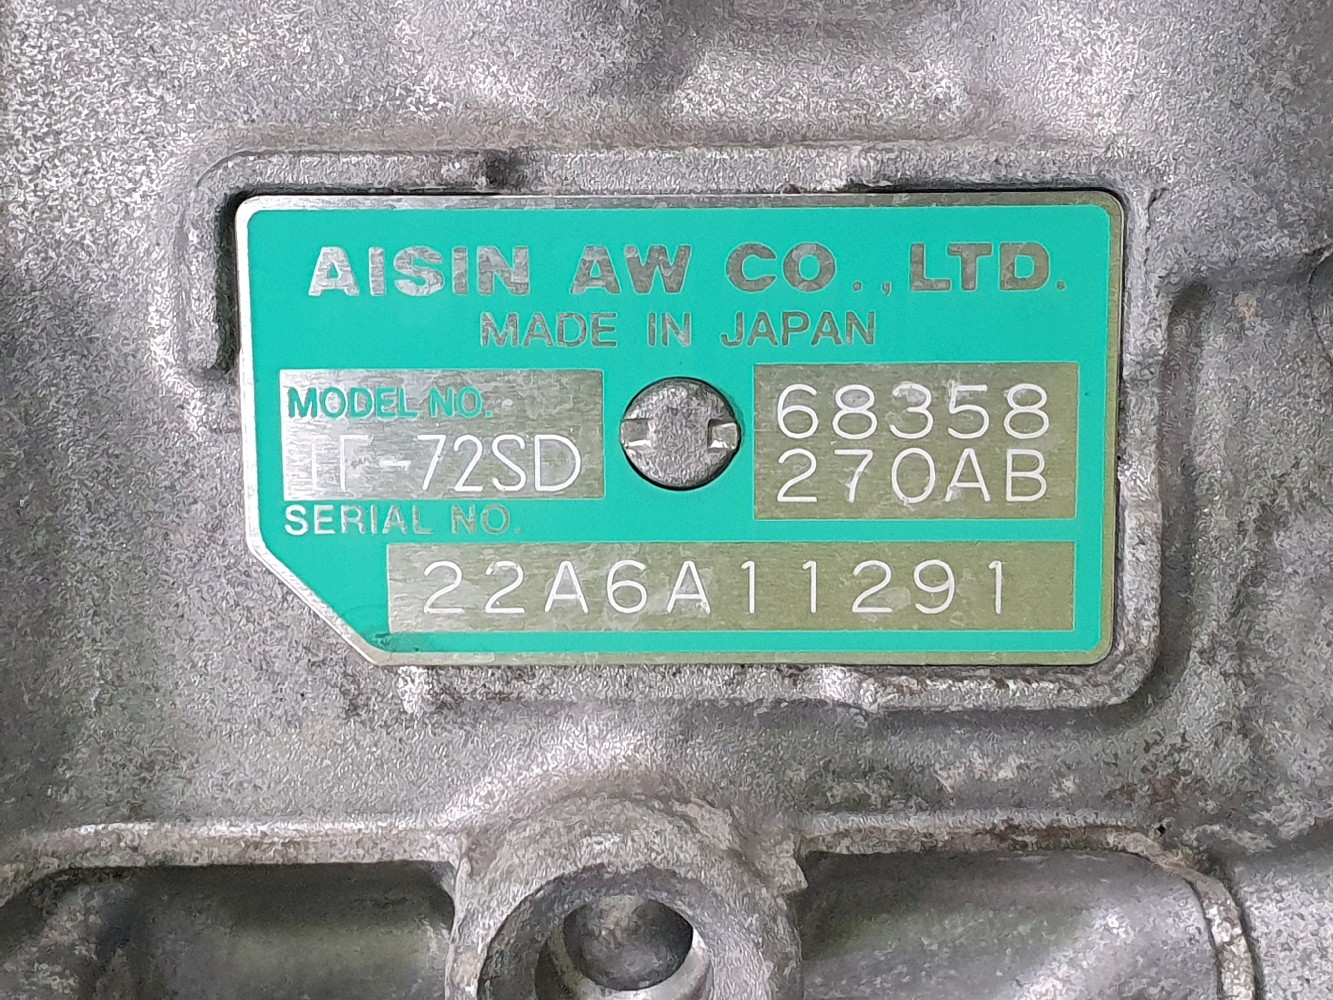 AISIN AW CO., LTD.
MADE IN JAPAN
MODEL NO.
TF-72SD
68358
270AB
SERIAL NO.
22A6A11291